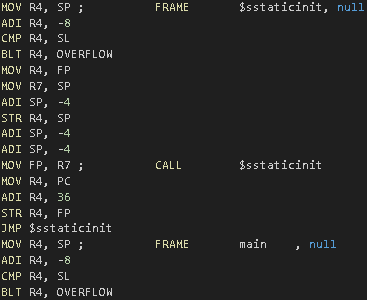 MOV R4, SP ; FRAME $sstaticinit, null
ADI R4, -8
CMP R4, SL
BLT R4, OVERFLOW
MOV R4, FP
MOV R7, SP
ADI SP, -4
STR R4, SP
ADI SP, -4
ADI SP, -4
MOV FP, R7 ; CALL $sstaticinit
MOV R4, PC
ADI R4, 36
STR R4, FP
JMP $sstaticinit
MOV R4, SP ; FRAME main , null
ADI R4, -8
CMP R4, SL
BLT R4, OVERFLOW